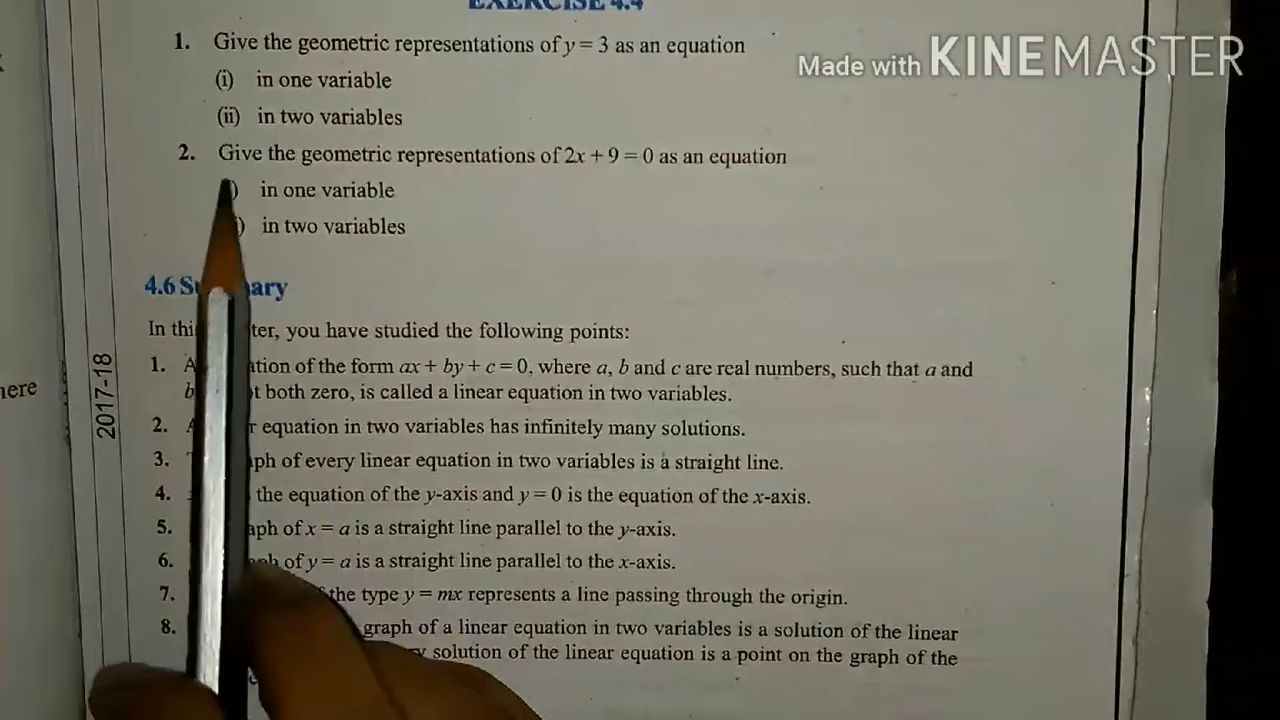 EXERCISE 4.4
1. Give the geometric representations of y = 3 as an equation
Made with KINEMASTER
(i) in one variable
(ii) in two variables
2. Give the geometric representations of 2x + 9 = 0 as an equation
in one variable
in two variables
4.6 Summary
In this ter, you have studied the following points:
1. ation of the form ax + by + c = 0, where a, b and c are real numbers, such that a and
b t both zero, is called a linear equation in two variables.
2. equation in two variables has infinitely many solutions.
3. ph of every linear equation in two variables is a straight line.
4. the equation of the y-axis and y = 0 is the equation of the x-axis.
5. aph of x = a is a straight line parallel to the y-axis.
6. of y = a is a straight line parallel to the x-axis.
7. the type y = mx represents a line passing through the origin.
8. graph of a linear equation in two variables is a solution of the linear
solution of the linear equation is a point on the graph of the
2017-18
here